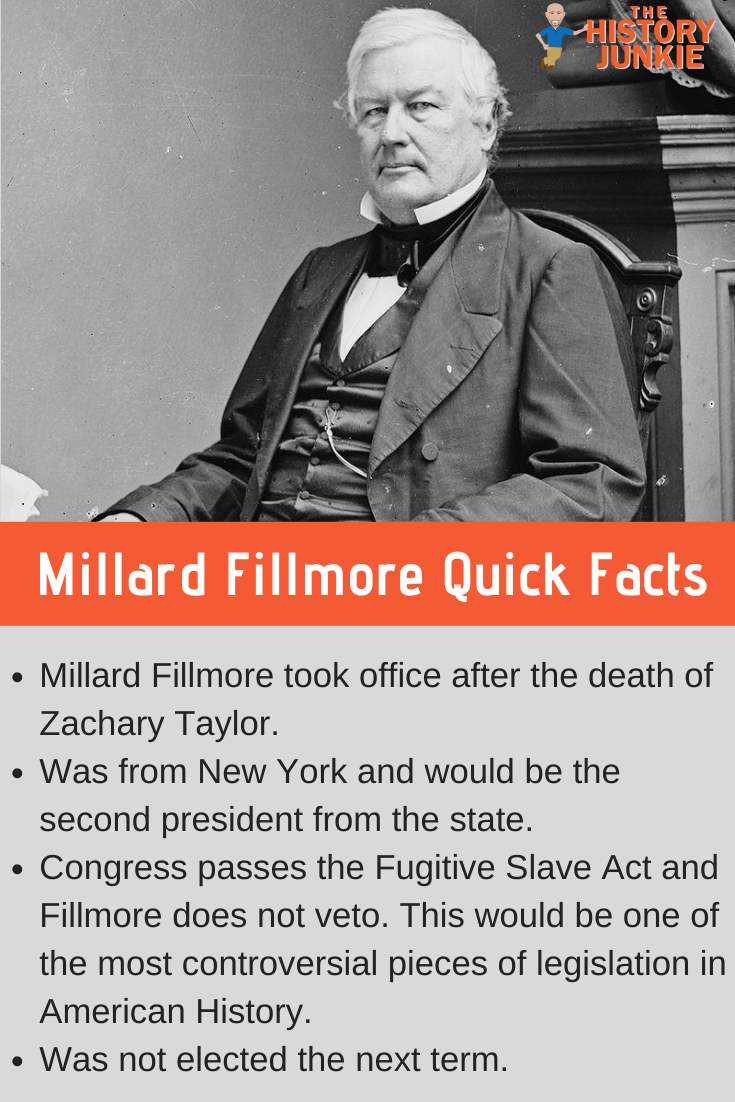 THE
HISTORY
JUNKIE
Millard Fillmore Quick Facts
• Millard Fillmore took office after the death of
Zachary Taylor.
• Was from New York and would be the
second president from the state.
• Congress passes the Fugitive Slave Act and
Fillmore does not veto. This would be one of
the most controversial pieces of legislation in
American History.
• Was not elected the next term.